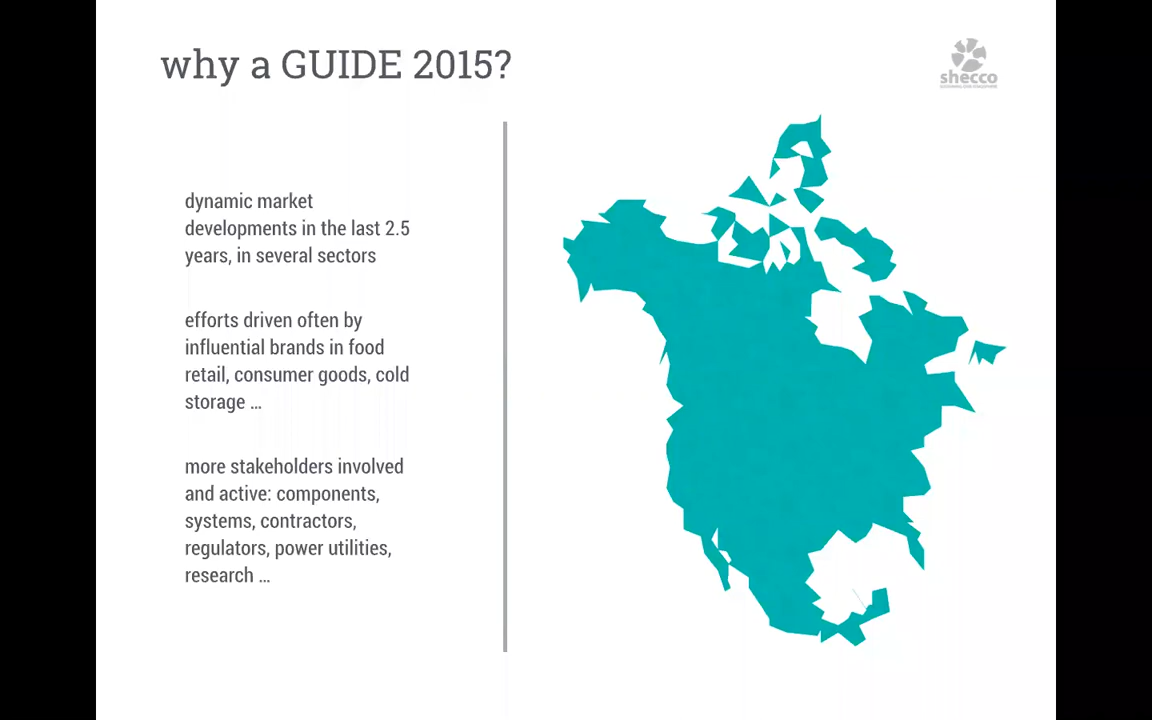 why a GUIDE 2015?
shecco
dynamic market
developments in the last 2.5
years, in several sectors
efforts driven often by
influential brands in food
retail, consumer goods, cold
storage ...
more stakeholders involved
and active: components,
systems, contractors,
regulators, power utilities,
research ...